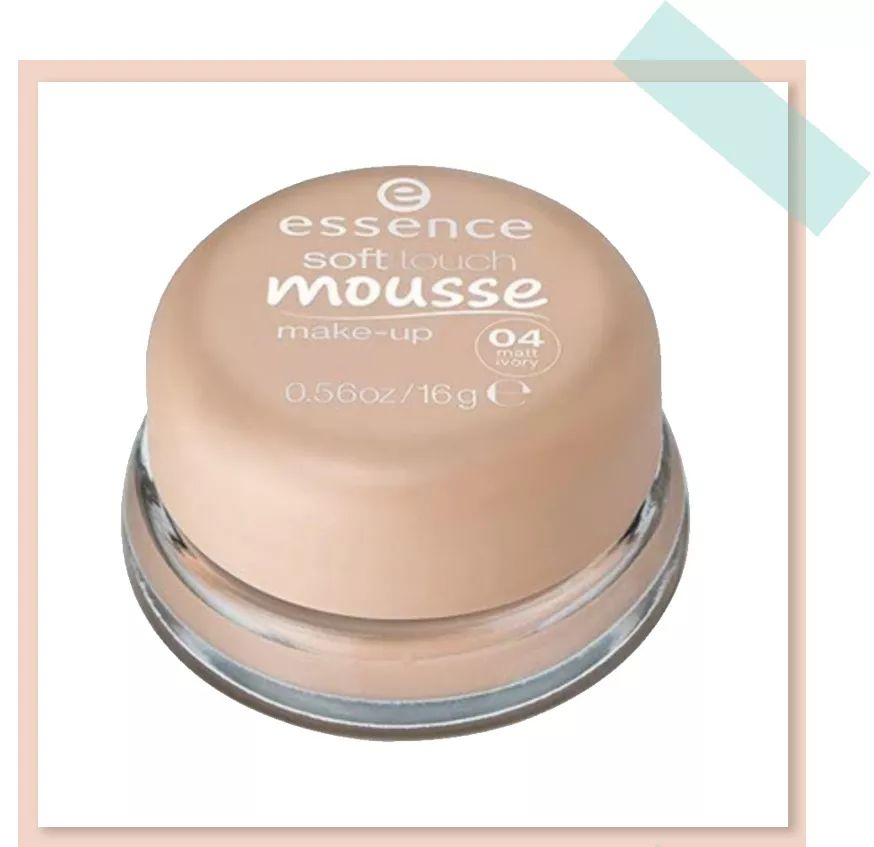 e
essence
soft touch
mousse
make-up
04
matt
ivory
0.56oz/16g ℮